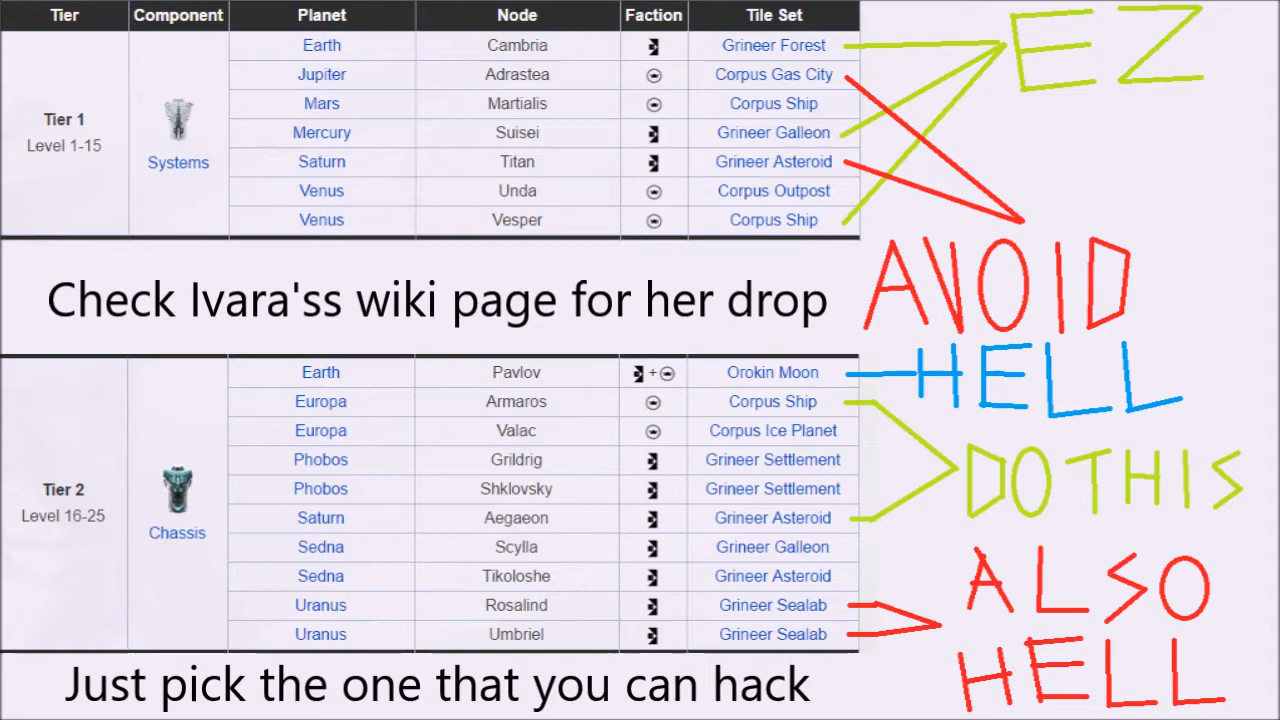 Tier Component Planet Node Faction Tile Set
Earth Cambria Grineer Forest
Jupiter Adrastea Corpus Gas City
Mars Martialis Corpus Ship
Tier 1
Mercury Suisei Grineer Galleon
Level 1-15
Systems
Saturn Titan Grineer Asteroid
Venus Unda Corpus Outpost
Venus Vesper Corpus Ship
EZ
AVOID
Check Ivara'ss wiki page for her drop
Earth Pavlov + Orokin Moon
HELL
Europa Armaros Corpus Ship
Europa Valac Corpus Ice Planet
Phobos Grildrig Grineer Settlement
Tier 2
Phobos Shklovsky Grineer Settlement
DO THIS
Level 16-25
Saturn Aegaeon Grineer Asteroid
Chassis
Sedna Scylla Grineer Galleon
Sedna Tikoloshe Grineer Asteroid
Uranus Rosalind Grineer Sealab
Uranus Umbriel Grineer Sealab
ALSO
HELL
Just pick the one that you can hack